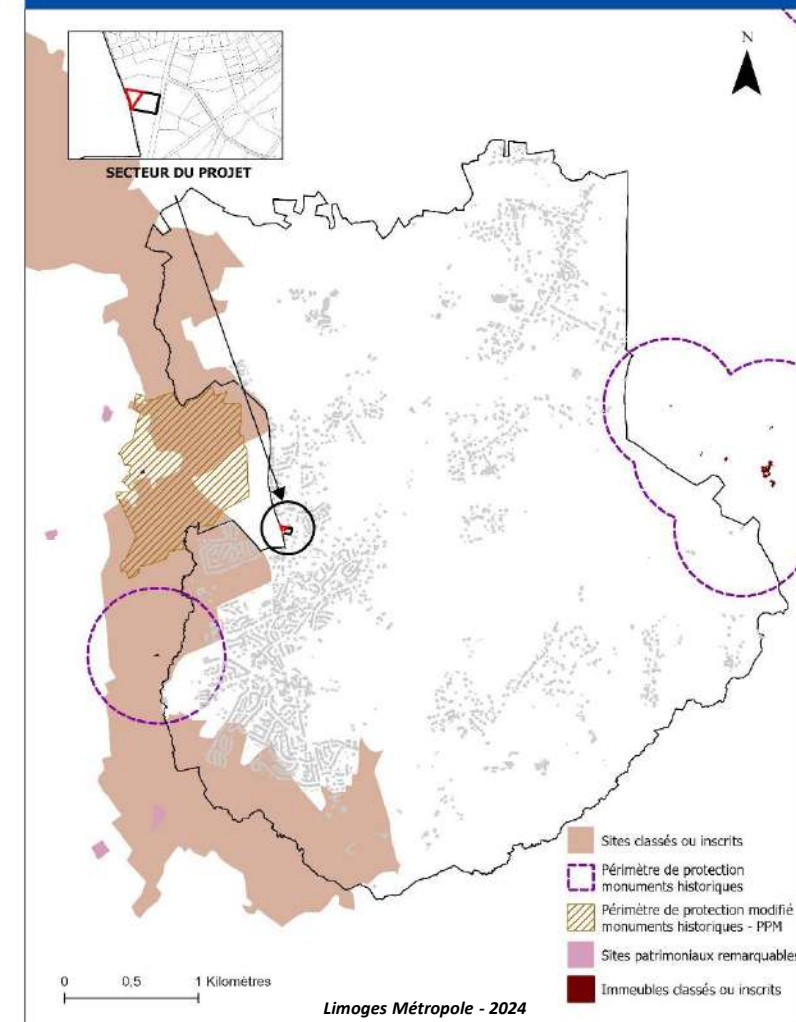 N
SECTEUR DU PROJET
Sites classés ou inscrits
Périmètre de protection
monuments historiques
Périmètre de protection modifié
monuments historiques - PPM
Sites patrimoniaux remarquables
Immeubles classés ou inscrits
0 0,5 1 Kilomètres
Limoges Métropole - 2024